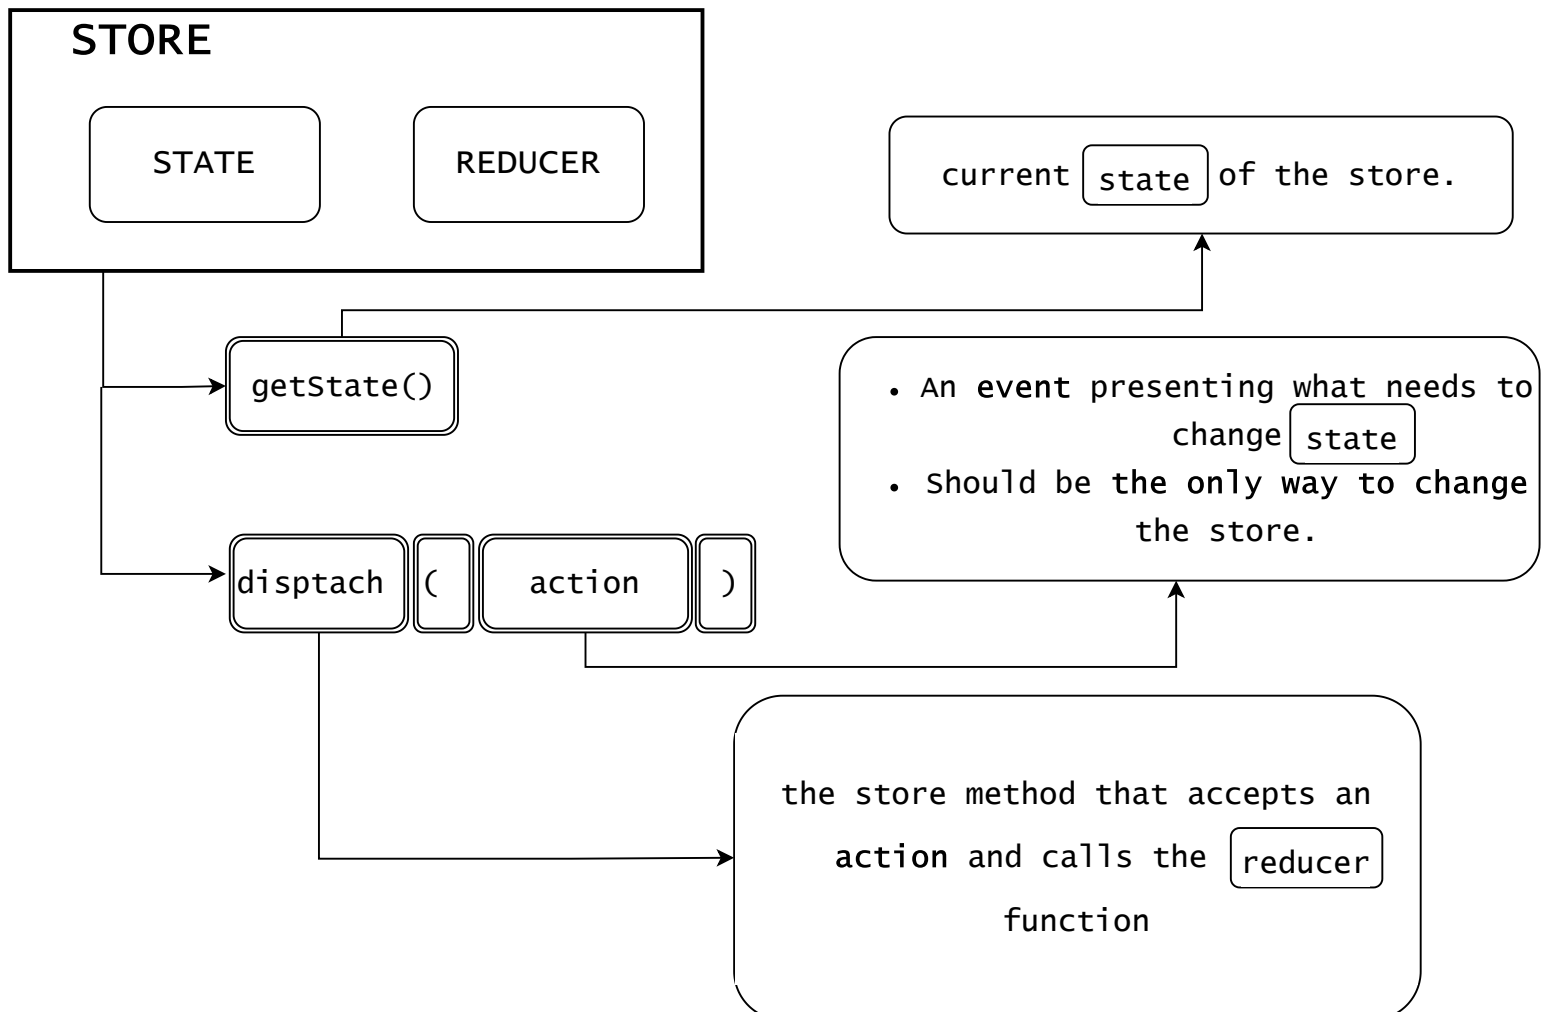 STORE
STATE
REDUCER
current state of the store.
getState()
• An event presenting what needs to
change state
• Should be the only way to change
the store.
disptach ( action )
the store method that accepts an
action and calls the reducer
function